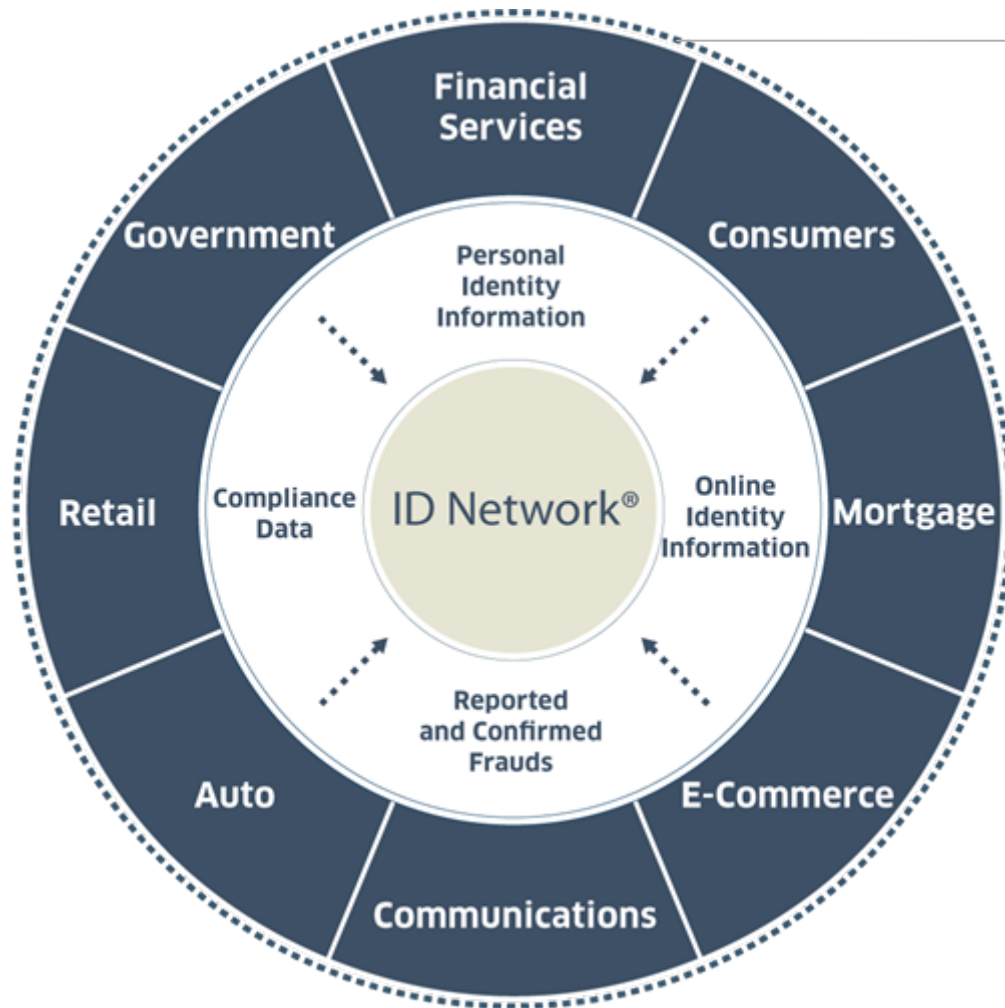 Financial
Services
Government
Consumers
Personal
Identity
Information
Retail
Compliance
Data
ID Network®
Online
Identity
Information
Mortgage
Reported
and Confirmed
Frauds
Auto
E-Commerce
Communications